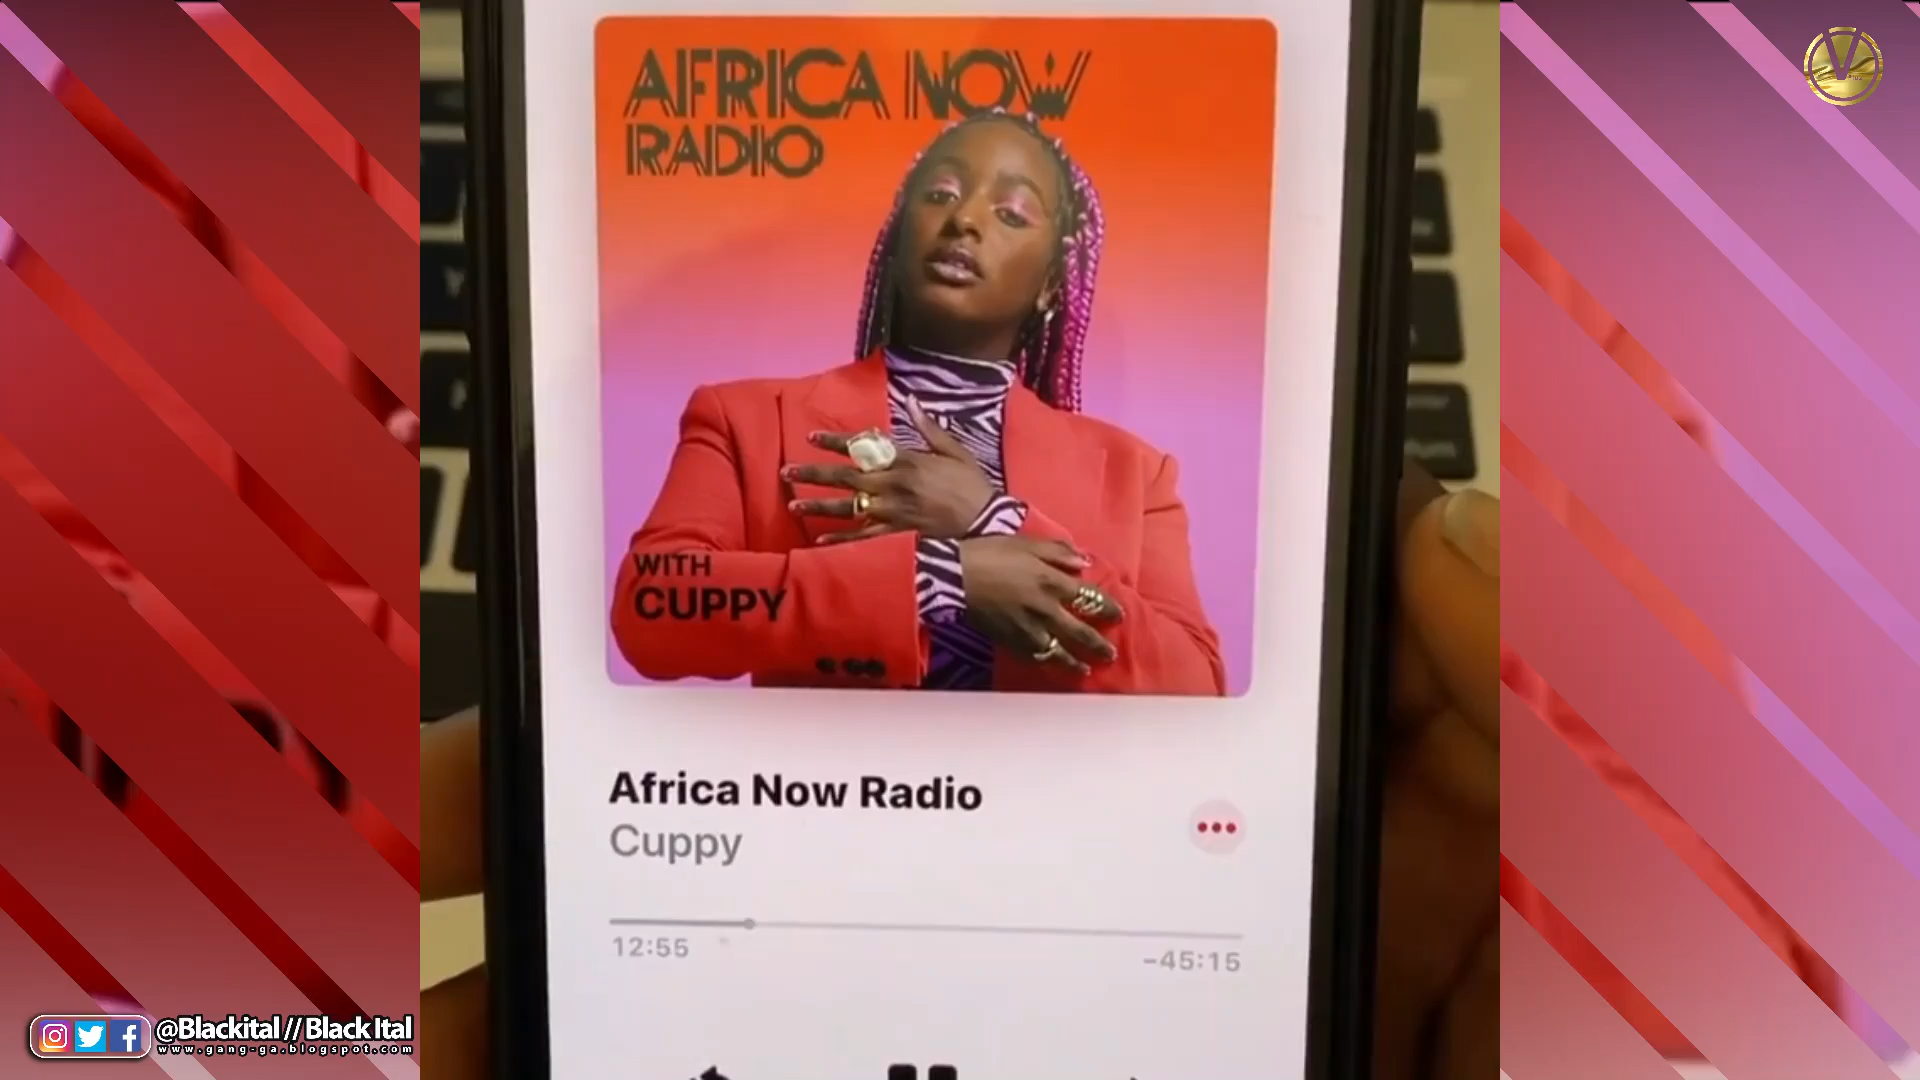 AFRICA NOW
RADIO
WITH
CUPPY
Africa Now Radio
Cuppy
12:55
-45:15
@Blackital // Black Ital
www.gang-ga.blogspot.com